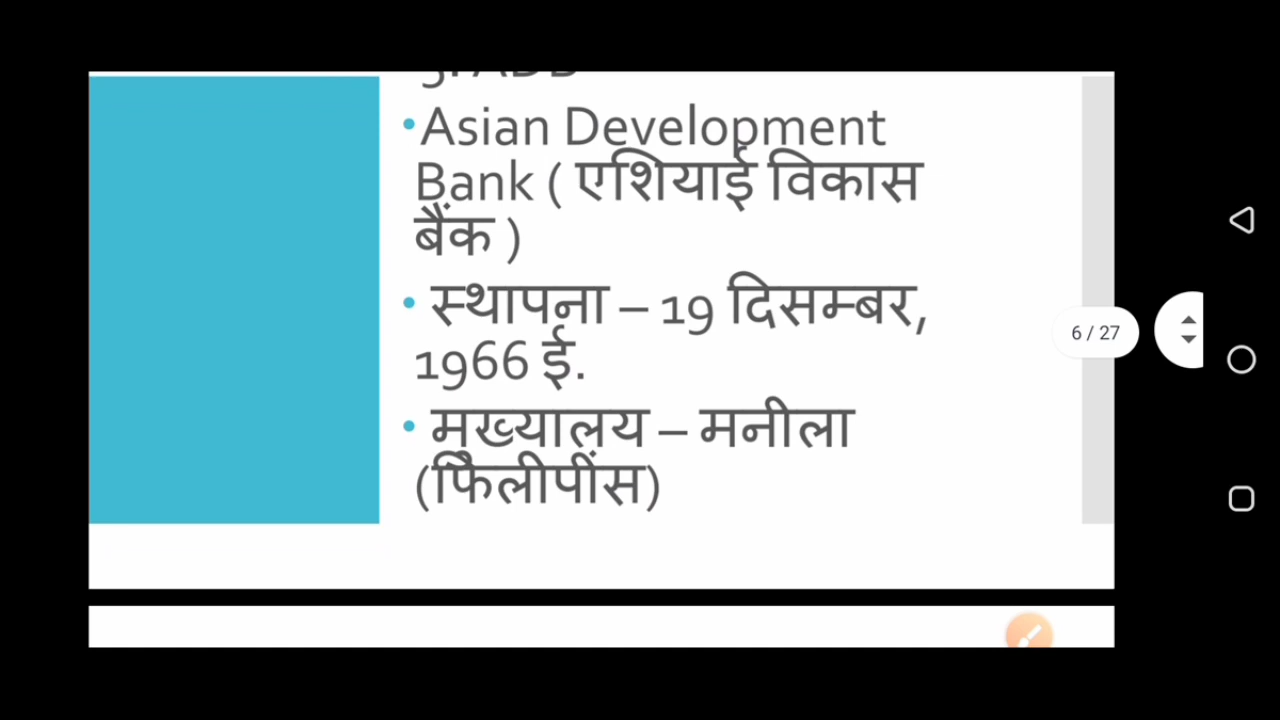 •Asian Development
Bank ( एशियाई विकास
बैंक )
• स्थापना – 19 दिसम्बर,
1966 ई.
• मुख्यालय – मनीला
(फिलीपींस)
6 / 27